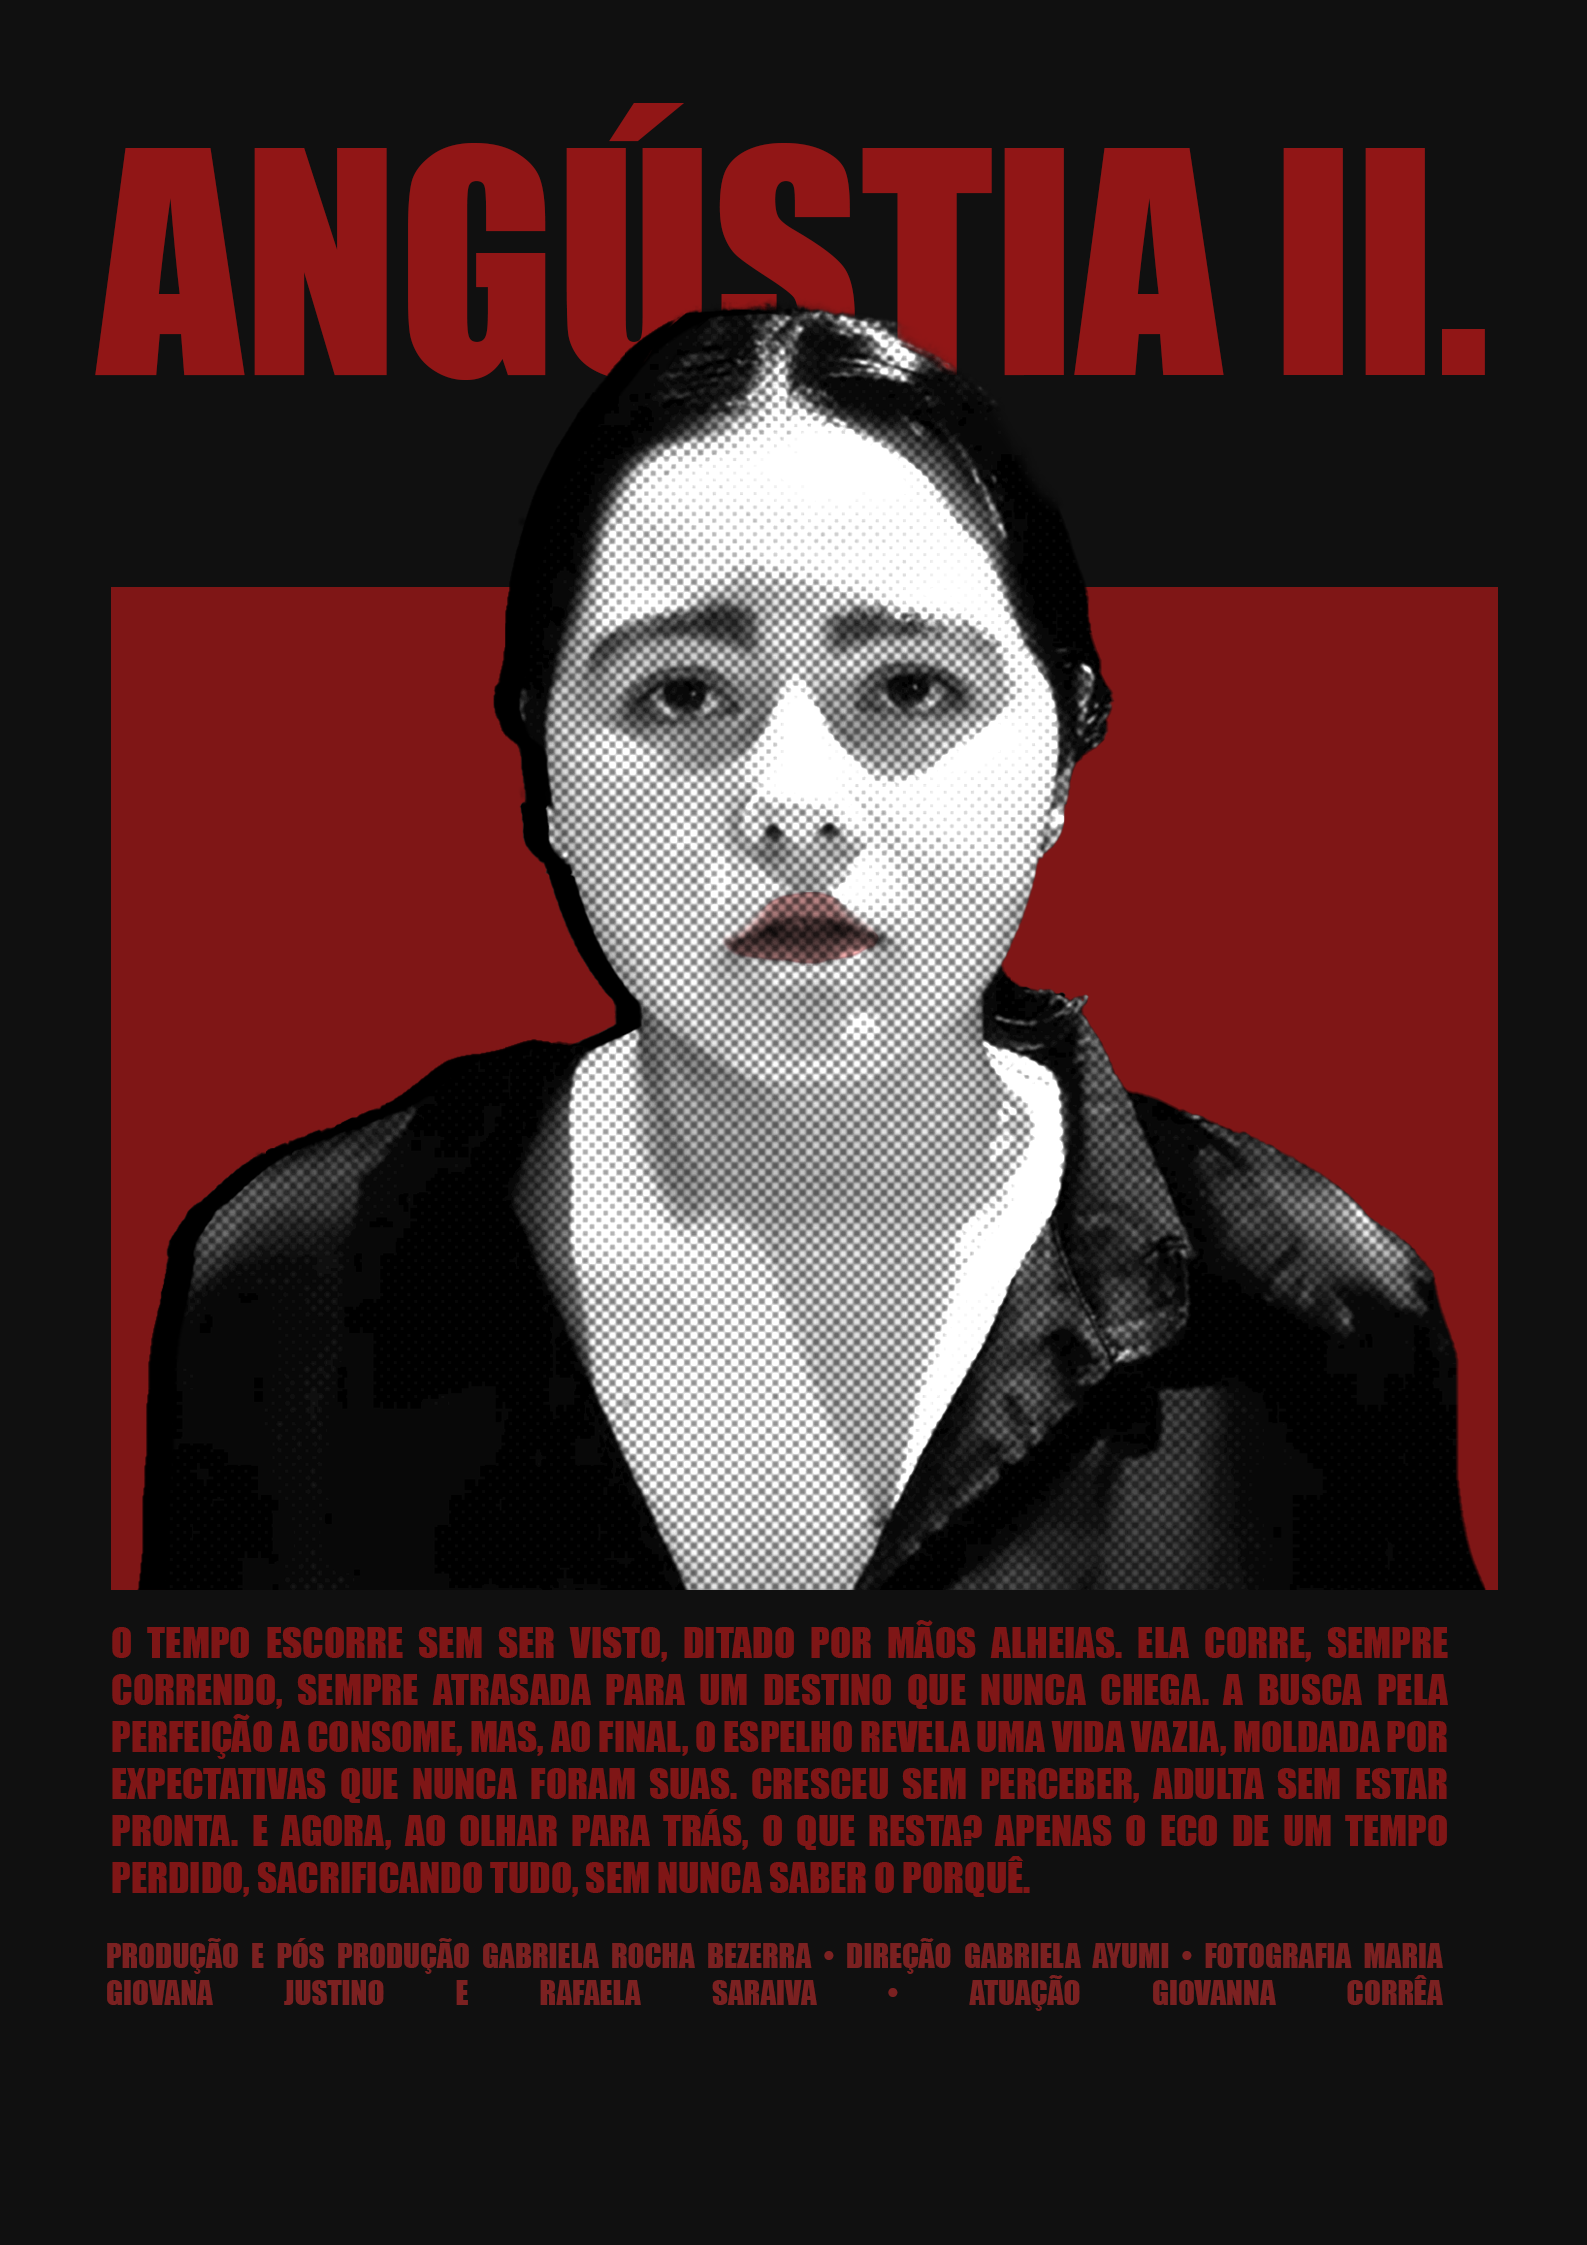 ANGÚSTIA II.
O TEMPO ESCORRE SEM SER VISTO, DITADO POR MÃOS ALHEIAS. ELA CORRE, SEMPRE
CORRENDO, SEMPRE ATRASADA PARA UM DESTINO QUE NUNCA CHEGA. A BUSCA PELA
PERFEIÇÃO A CONSOME, MAS, AO FINAL, O ESPELHO REVELA UMA VIDA VAZIA, MOLDADA POR
EXPECTATIVAS QUE NUNCA FORAM SUAS. CRESCEU SEM PERCEBER, ADULTA SEM ESTAR
PRONTA. E AGORA, AO OLHAR PARA TRÁS, O QUE RESTA? APENAS O ECO DE UM TEMPO
PERDIDO, SACRIFICANDO TUDO, SEM NUNCA SABER O PORQUÊ.
PRODUÇÃO E PÓS PRODUÇÃO GABRIELA ROCHA BEZERRA • DIREÇÃO GABRIELA AYUMI • FOTOGRAFIA MARIA
GIOVANA JUSTINO E RAFAELA SARAIVA • ATUAÇÃO GIOVANNA CORRÊA